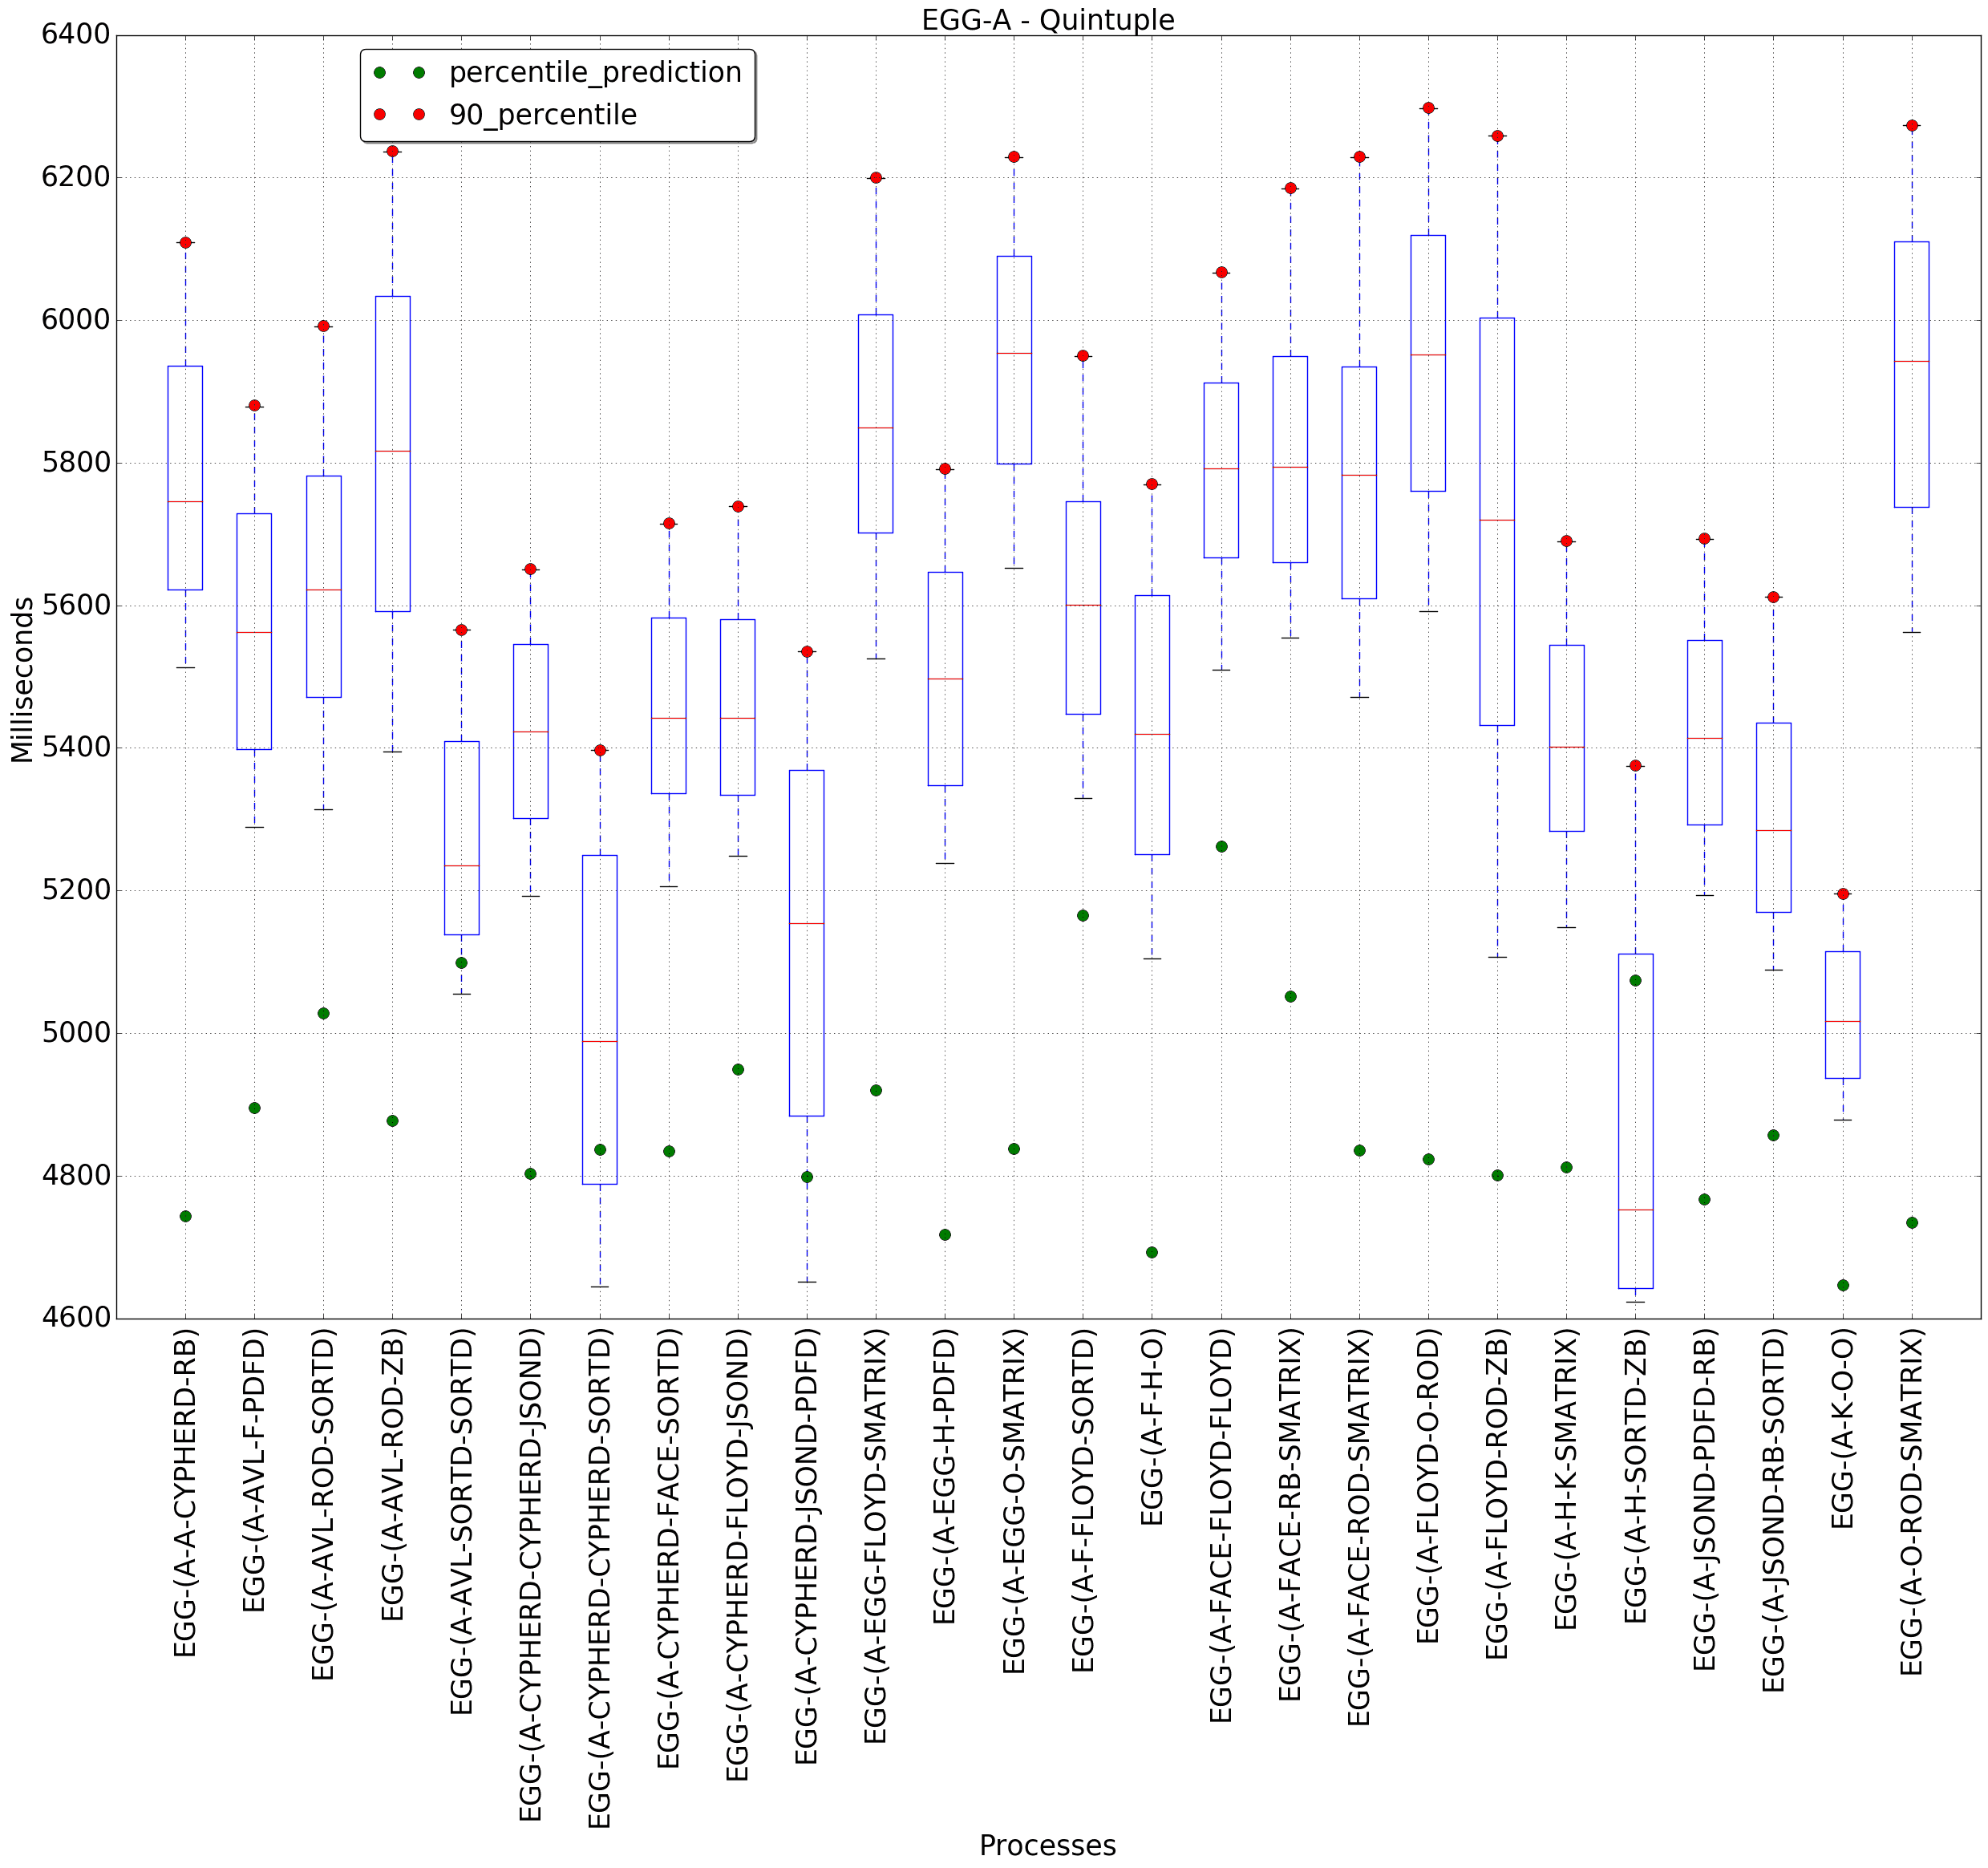 EGG-A - Quintuple
percentile_prediction
90_percentile
6400
6200
6000
5800
5600
5400
5200
5000
4800
4600
Milliseconds
EGG-(A-A-CYPHERD-RB)
EGG-(A-AVL-F-PDFD)
EGG-(A-AVL-ROD-SORTD)
EGG-(A-AVL-ROD-ZB)
EGG-(A-AVL-SORTD-SORTD)
EGG-(A-CYPHERD-CYPHERD-JSOND)
EGG-(A-CYPHERD-CYPHERD-SORTD)
EGG-(A-CYPHERD-FACE-SORTD)
EGG-(A-CYPHERD-FLOYD-JSOND)
EGG-(A-CYPHERD-JSOND-PDFD)
EGG-(A-EGG-FLOYD-SMATRIX)
EGG-(A-EGG-H-PDFD)
EGG-(A-EGG-O-SMATRIX)
EGG-(A-F-FLOYD-SORTD)
EGG-(A-F-H-O)
EGG-(A-FACE-FLOYD-FLOYD)
EGG-(A-FACE-RB-SMATRIX)
EGG-(A-FACE-ROD-SMATRIX)
EGG-(A-FLOYD-O-ROD)
EGG-(A-FLOYD-ROD-ZB)
EGG-(A-H-K-SMATRIX)
EGG-(A-H-SORTD-ZB)
EGG-(A-JSOND-PDFD-RB)
EGG-(A-JSOND-RB-SORTD)
EGG-(A-K-O-O)
EGG-(A-O-ROD-SMATRIX)
Processes